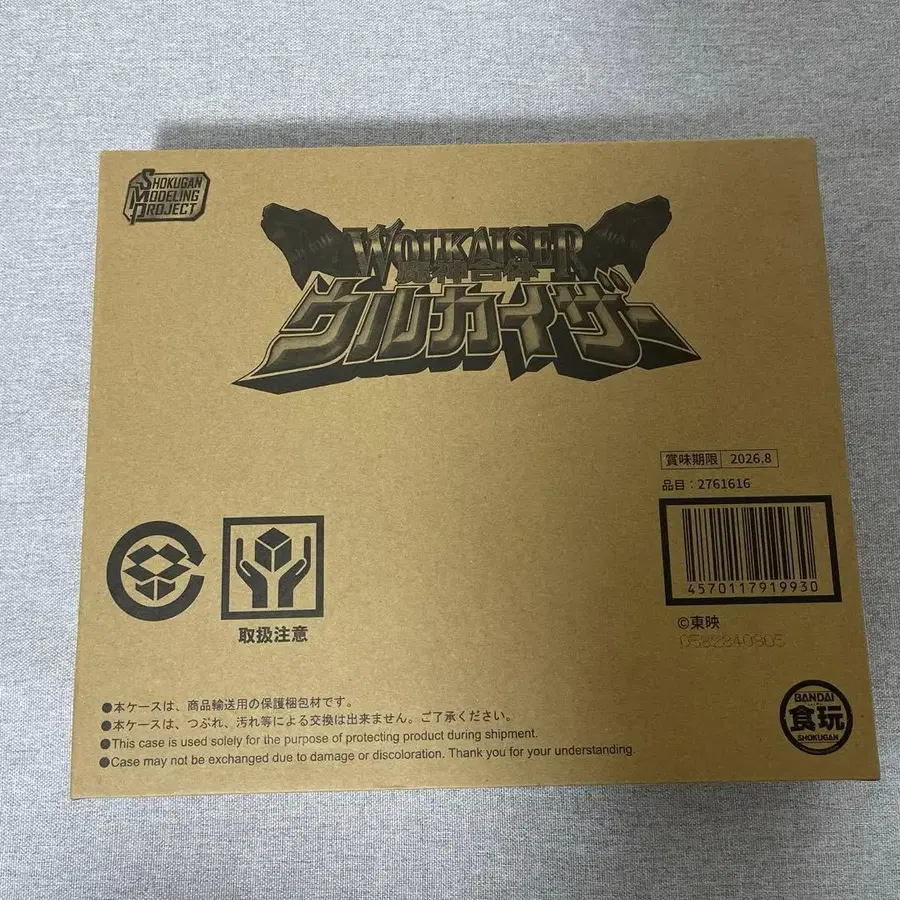 SHOKUGAN
MODELING
PROJECT
WOLKAISER
魔神合体
ウルカイザー
賞味期限 2026.8
品目：2761616
4570117919930
©東映
0582840905
取扱注意
●本ケースは、商品輸送用の保護梱包材です。
●本ケースは、つぶれ、汚れ等による交換は出来ません。ご了承ください。
●This case is used solely for the purpose of protecting product during shipment.
●Case may not be exchanged due to damage or discoloration. Thank you for your understanding.
BANDAI
食玩
SHOKUGAN